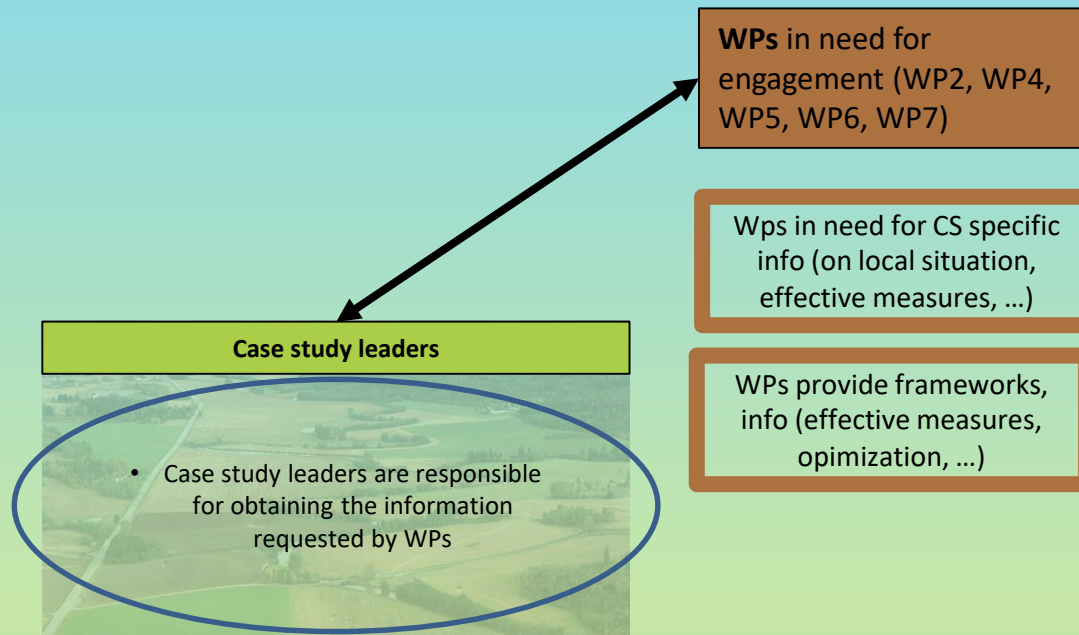 WPs in need for
engagement (WP2, WP4,
WP5, WP6, WP7)
Wps in need for CS specific
info (on local situation,
effective measures, …)
WPs provide frameworks,
info (effective measures,
opimization, …)
Case study leaders
• Case study leaders are responsible
for obtaining the information
requested by WPs